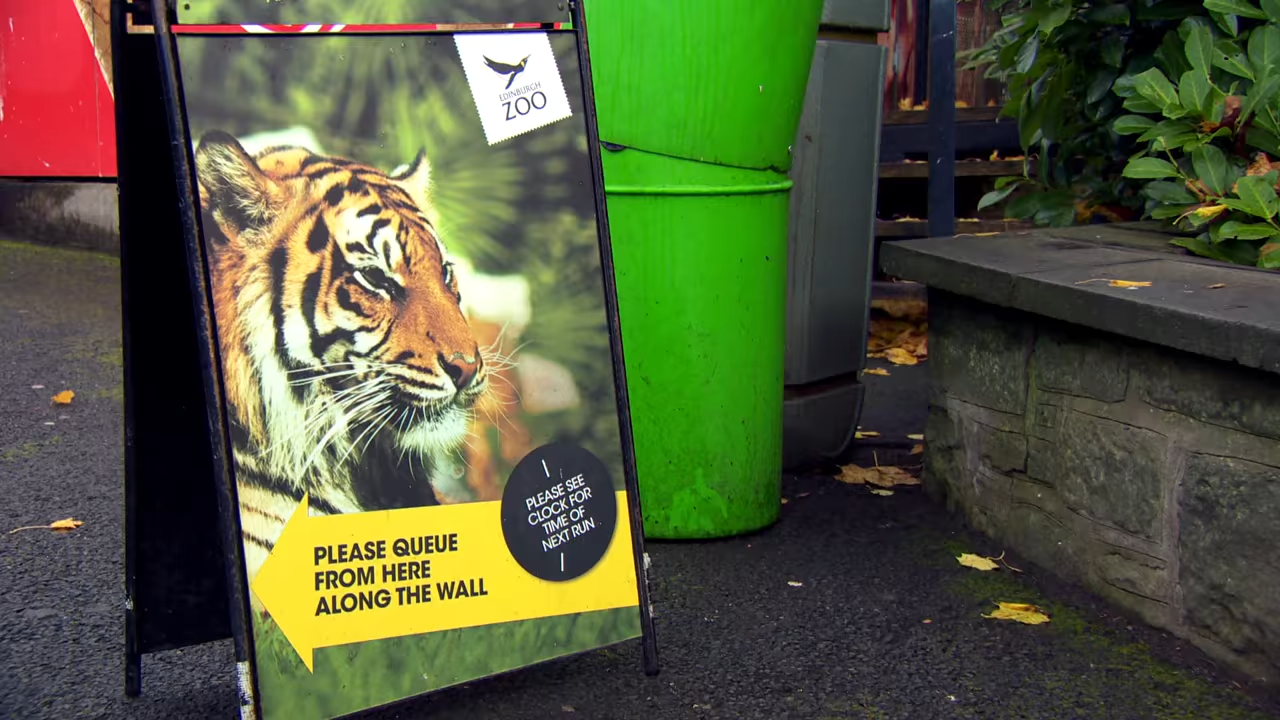 EDINBURGH
ZOO
PLEASE SEE
CLOCK FOR
TIME OF
NEXT RUN
PLEASE QUEUE
FROM HERE
ALONG THE WALL